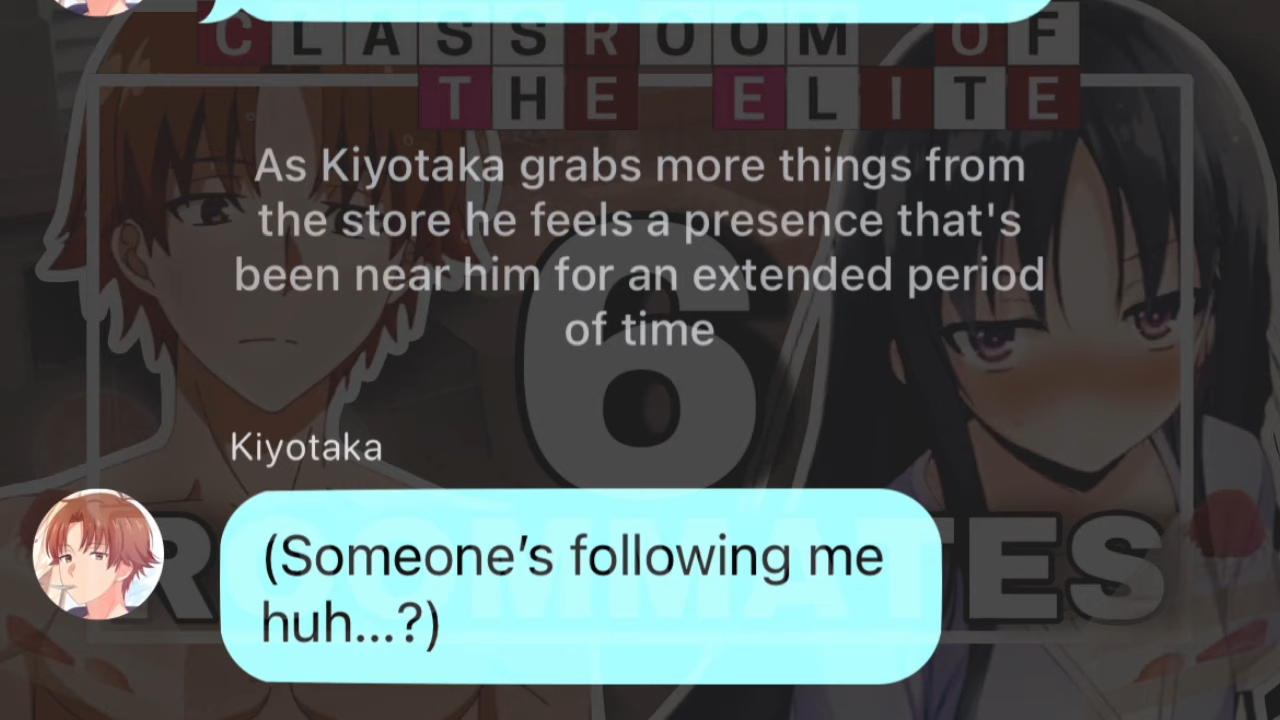 CLASSROOM OF
THE ELITE
As Kiyotaka grabs more things from
the store he feels a presence that's
been near him for an extended period
of time
6
Kiyotaka
(Someone’s following me
huh...?)
ROOMMATES